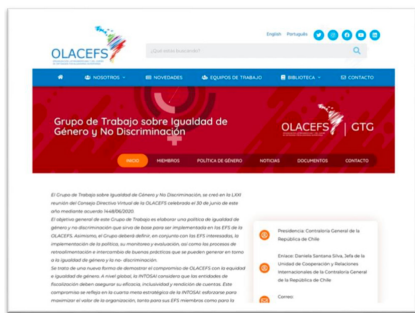 English Português
OLACEFS
¿Qué estás buscando?
NOSOTROS NOVEDADES EQUIPOS DE TRABAJO BIBLIOTECA CONTACTO
Grupo de Trabajo sobre Igualdad de
Género y No Discriminación
OLACEFS GTG
INICIO MIEMBROS POLÍTICA DE GÉNERO NOTICIAS DOCUMENTOS CONTACTO
El Grupo de Trabajo sobre Igualdad de Género y No Discriminación, se creó en la LXXI
reunión del Consejo Directivo Virtual de la OLACEFS celebrada el 30 de junio de este
año mediante acuerdo 1448/06/2020.
El objetivo general de este Grupo de Trabajo es elaborar una política de igualdad de
género y no discriminación que sirva de base para ser implementada en las EFS de la
OLACEFS. Asimismo, el Grupo deberá definir, en conjunto con las EFS interesadas, la
implementación de la política, su monitoreo y evaluación, así como los procesos de
retroalimentación e intercambio de buenas prácticas que se pueden generar en torno
a la igualdad de género y la no- discriminación.
Se trata de una nueva forma de demostrar el compromiso de OLACEFS con la equidad
e igualdad de género. A nivel global, la INTOSAI considera que las entidades de
fiscalización deben asegurar su eficacia, inclusividad y rendición de cuentas. Este
compromiso se refleja en la cuarta meta estratégica de la INTOSAI: esforzarse para
maximizar el valor de la organización, tanto para sus EFS miembros como para la
Presidencia: Contraloría General de la
República de Chile
Enlace: Daniela Santana Silva, Jefa de la
Unidad de Cooperación y Relaciones
Internacionales de la Contraloría General
de la República de Chile
Correo: